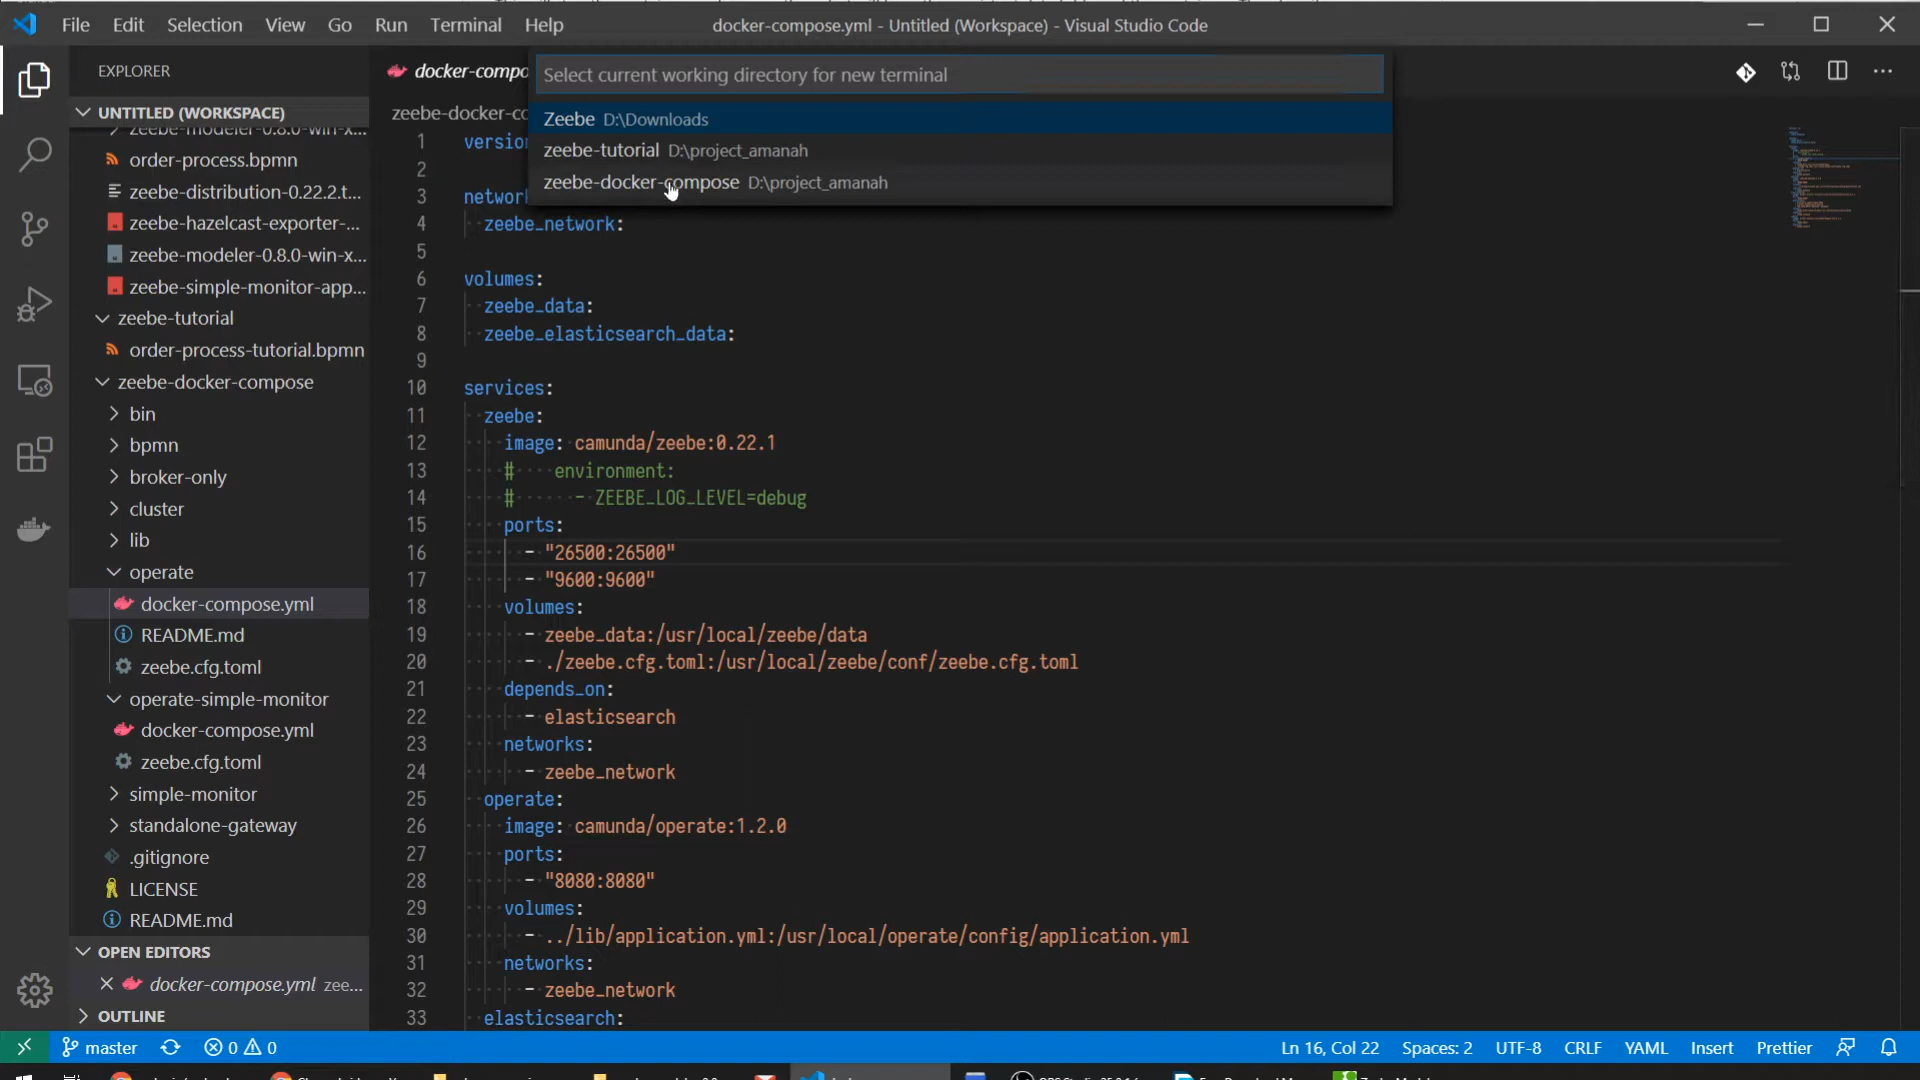 File Edit Selection View Go Run Terminal Help docker-compose.yml - Untitled (Workspace) - Visual Studio Code
EXPLORER
docker-compo
Select current working directory for new terminal
UNTITLED (WORKSPACE)
zeebe-docker-co
Zeebe D:\Downloads
zeebe-tutorial D:\project_amanah
zeebe-docker-compose D:\project_amanah
zeebe-modeler-0.8.0-win-x...
order-process.bpmn
zeebe-distribution-0.22.2.t...
zeebe-hazelcast-exporter-...
zeebe-modeler-0.8.0-win-x...
zeebe-simple-monitor-app...
zeebe-tutorial
order-process-tutorial.bpmn
zeebe-docker-compose
bin
bpmn
broker-only
cluster
lib
operate
docker-compose.yml
README.md
zeebe.cfg.toml
operate-simple-monitor
docker-compose.yml
zeebe.cfg.toml
simple-monitor
standalone-gateway
.gitignore
LICENSE
README.md
OPEN EDITORS
docker-compose.yml zee...
OUTLINE
1 version
2
3 network
4 zeebe_network:
5
6 volumes:
7 zeebe_data:
8 zeebe_elasticsearch_data:
9
10 services:
11 zeebe:
12 image: camunda/zeebe:0.22.1
13 # environment:
14 # - ZEEBE_LOG_LEVEL=debug
15 ports:
16 - "26500:26500"
17 - "9600:9600"
18 volumes:
19 - zeebe_data:/usr/local/zeebe/data
20 - ./zeebe.cfg.toml:/usr/local/zeebe/conf/zeebe.cfg.toml
21 depends_on:
22 - elasticsearch
23 networks:
24 - zeebe_network
25 operate:
26 image: camunda/operate:1.2.0
27 ports:
28 - "8080:8080"
29 volumes:
30 - ../lib/application.yml:/usr/local/operate/config/application.yml
31 networks:
32 - zeebe_network
33 elasticsearch:
master 0 0 Ln 16, Col 22 Spaces: 2 UTF-8 CRLF YAML Insert Prettier